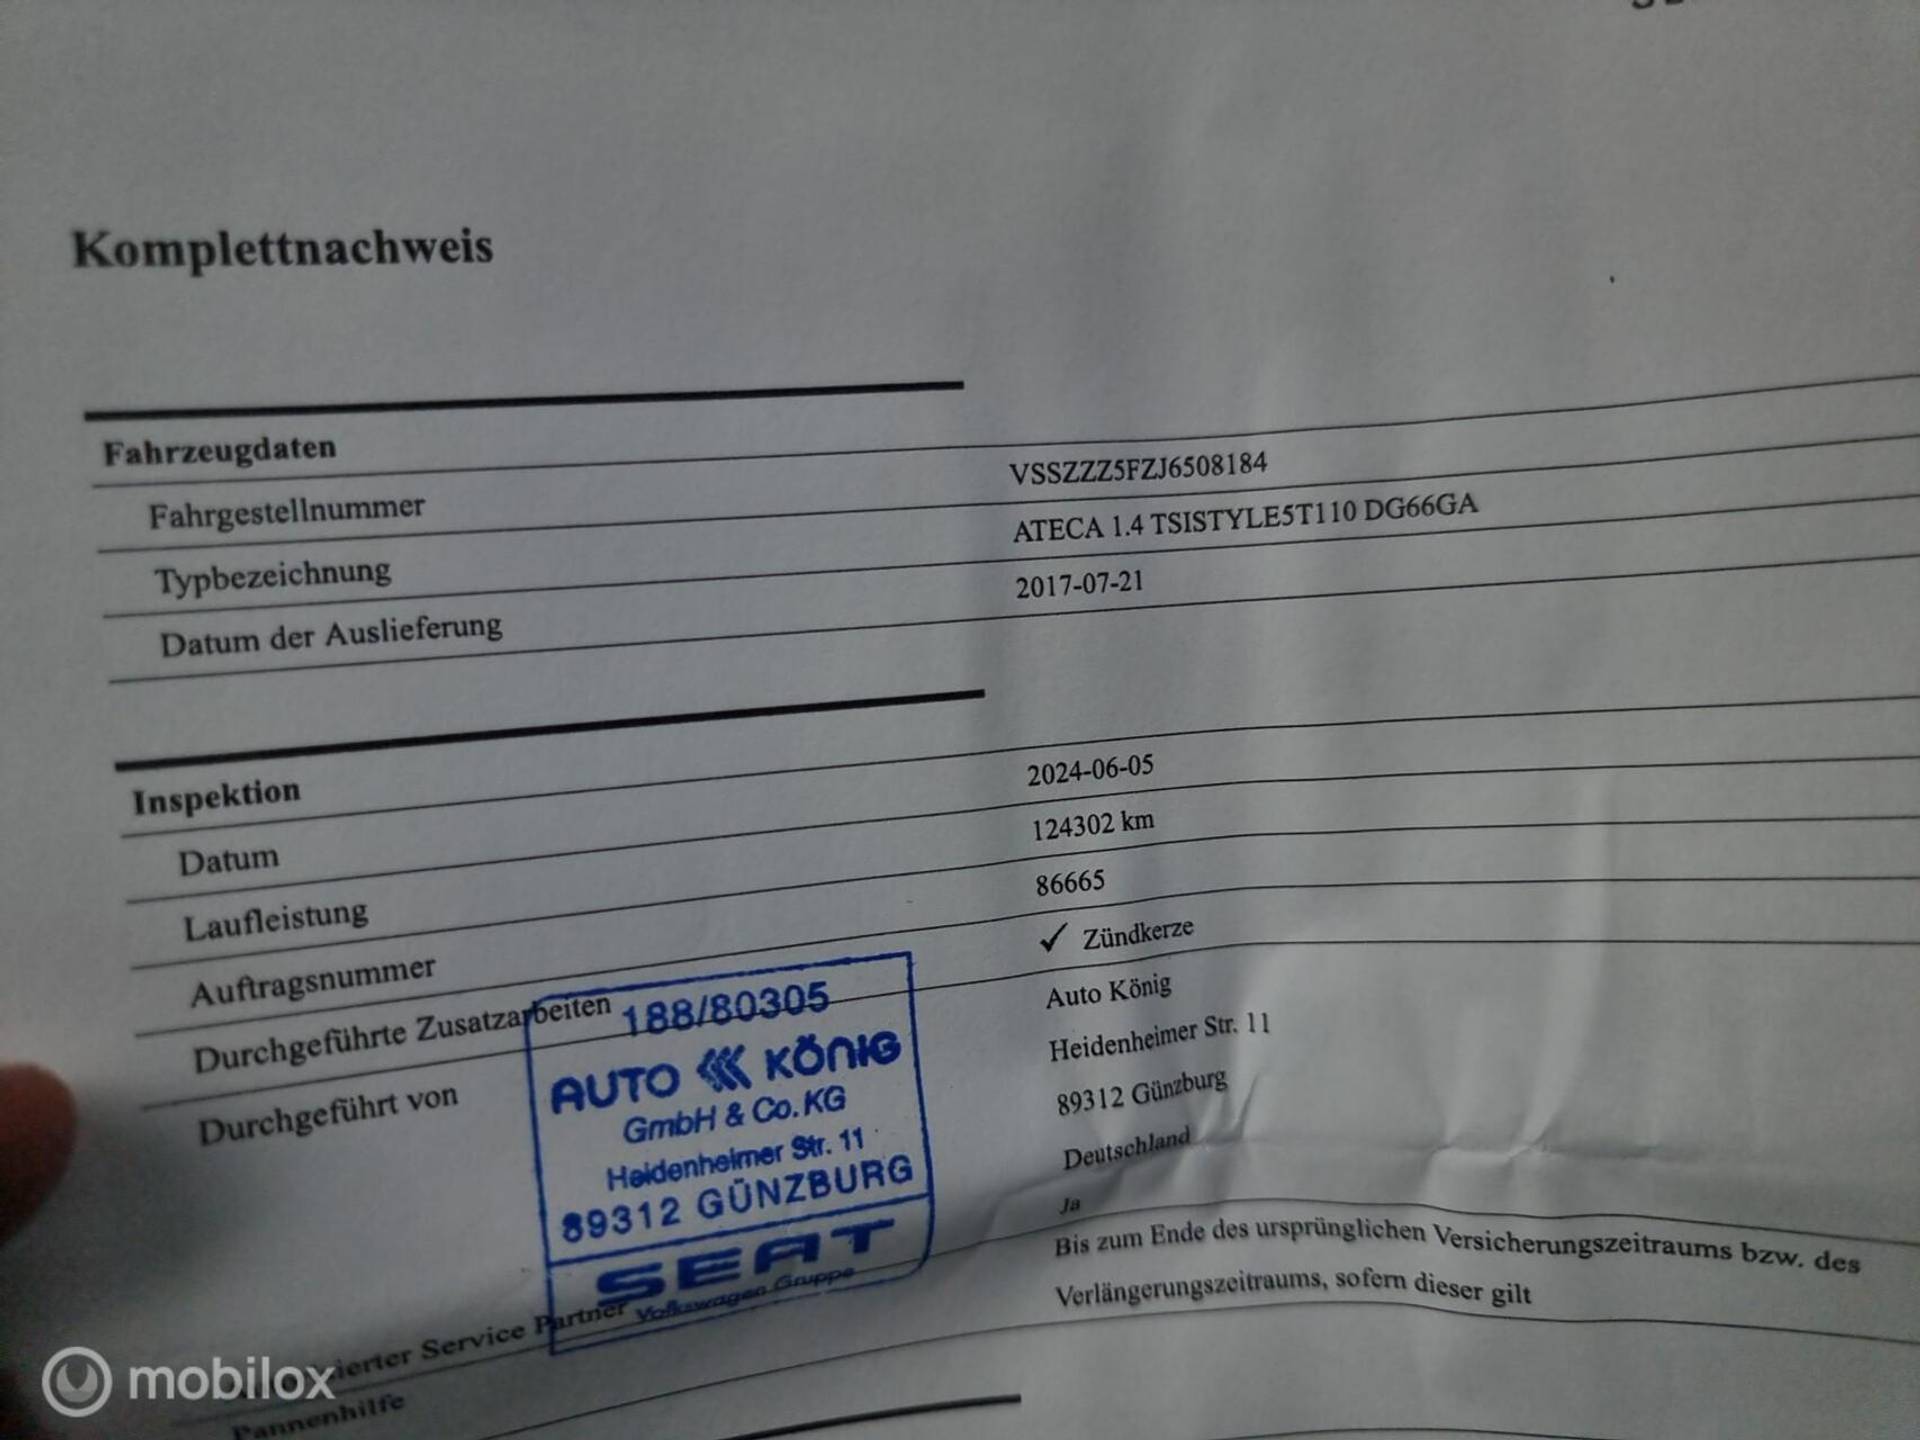 Komplettnachweis
Fahrzeugdaten
Fahrgestellnummer VSSZZZ5FZJ6508184
Typbezeichnung ATECA 1.4 TSISTYLE5T110 DG66GA
Datum der Auslieferung 2017-07-21
Inspektion
Datum 2024-06-05
Laufleistung 124302 km
Auftragsnummer 86665
Durchgeführte Zusatzarbeiten ✓ Zündkerze
Durchgeführt von Auto König
Heidenheimer Str. 11
89312 Günzburg
Deutschland
188/80305
AUTO KÖNIG
GmbH & Co. KG
Heidenheimer Str. 11
89312 GÜNZBURG
SEAT
Volkswagen Gruppe
Service Partner Ja
Pannenhilfe Bis zum Ende des ursprünglichen Versicherungszeitraums bzw. des
Verlängerungszeitraums, sofern dieser gilt
mobilox